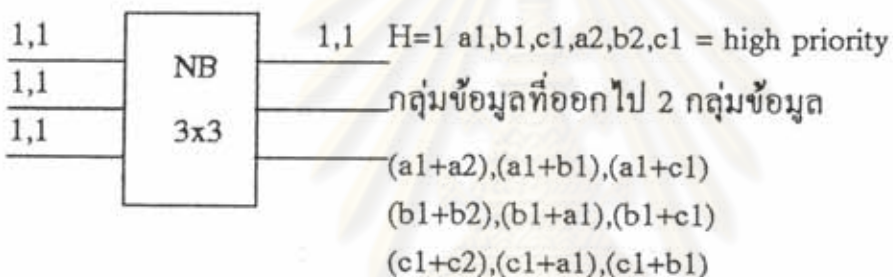 1,1 1,1 H=1 a1,b1,c1,a2,b2,c1 = high priority
NB
1,1
กลุ่มข้อมูลที่ออกไป 2 กลุ่มข้อมูล
1,1 3x3
(a1+a2),(a1+b1),(a1+c1)
(b1+b2),(b1+a1),(b1+c1)
(c1+c2),(c1+a1),(c1+b1)